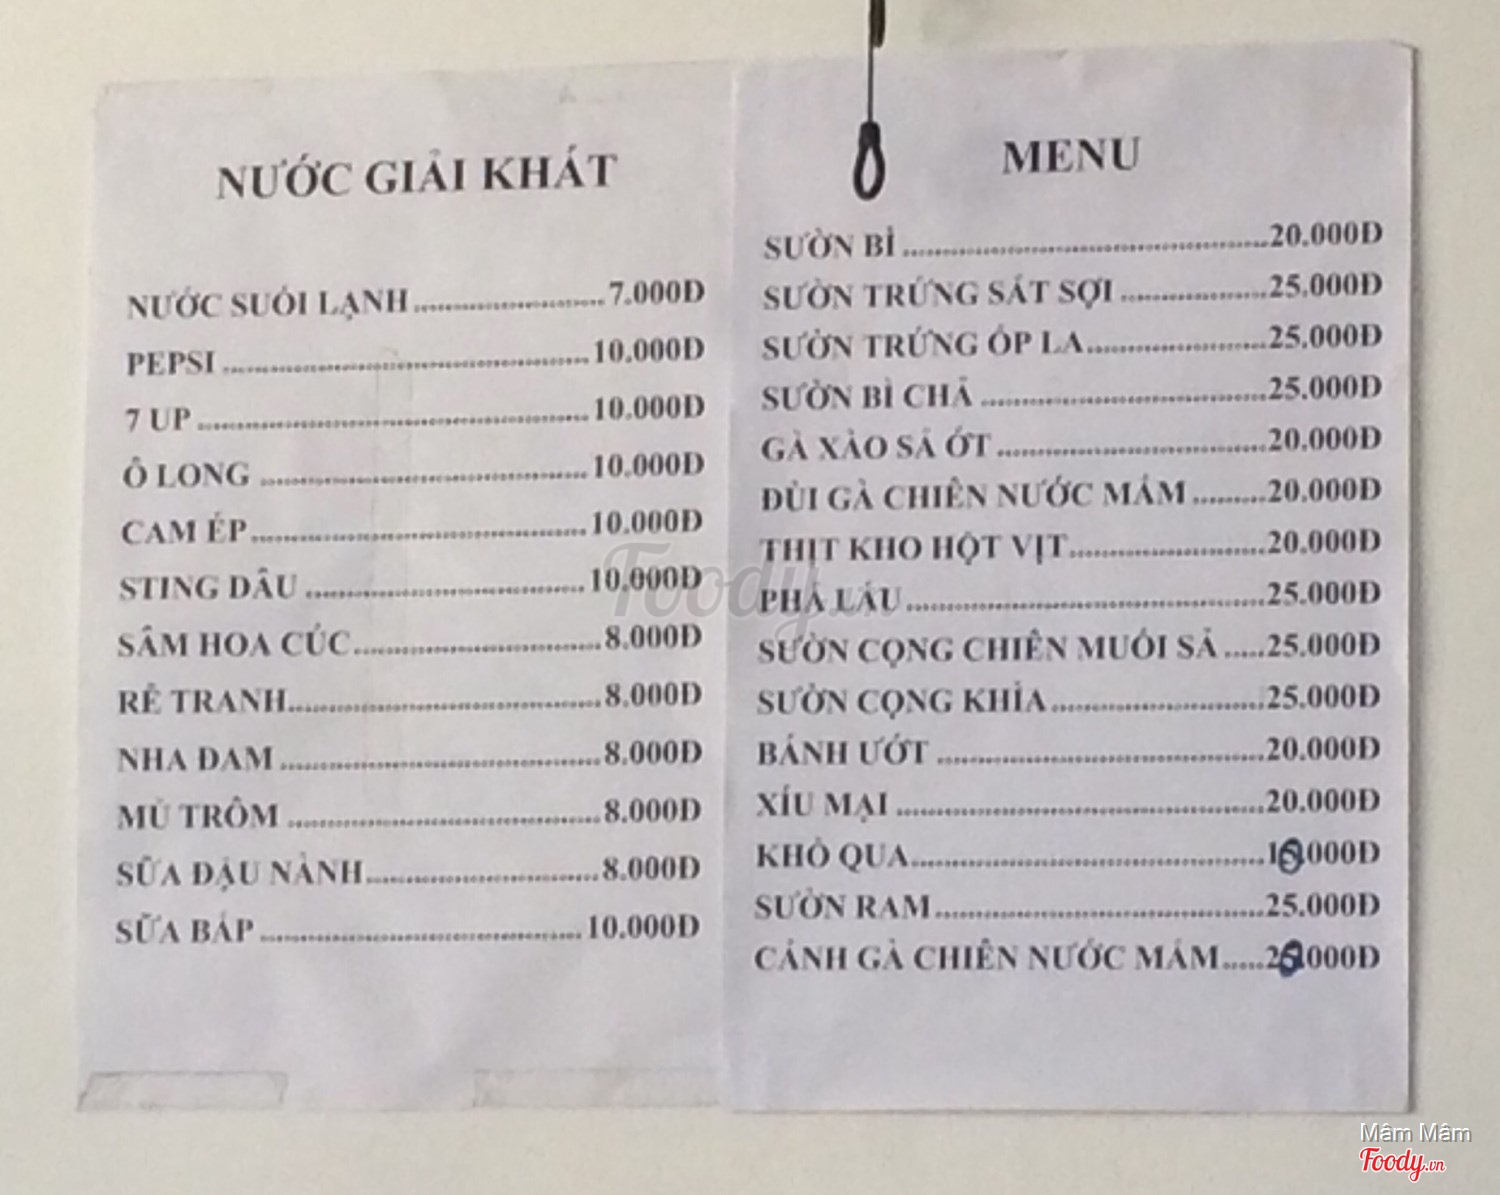 NƯỚC GIẢI KHÁT
NƯỚC SUỐI LẠNH 7.000Đ
PEPSI 10.000Đ
7 UP 10.000Đ
Ô LONG 10.000Đ
CAM ÉP 10.000Đ
STING DÂU 10.000Đ
SÂM HOA CÚC 8.000Đ
RỄ TRANH 8.000Đ
NHA ĐAM 8.000Đ
MỦ TRÔM 8.000Đ
SỮA ĐẬU NÀNH 8.000Đ
SỮA BẮP 10.000Đ
MENU
SƯỜN BÌ 20.000Đ
SƯỜN TRỨNG SẮT SỢI 25.000Đ
SƯỜN TRỨNG ỐP LA 25.000Đ
SƯỜN BÌ CHẢ 25.000Đ
GÀ XÀO SẢ ỚT 20.000Đ
ĐÙI GÀ CHIÊN NƯỚC MẮM 20.000Đ
THỊT KHO HỘT VỊT 20.000Đ
PHÁ LẤU 25.000Đ
SƯỜN CỌNG CHIÊN MUỐI SẢ 25.000Đ
SƯỜN CỌNG KHÌA 25.000Đ
BÁNH ƯỚT 20.000Đ
XÍU MẠI 20.000Đ
KHỔ QUA
SƯỜN RAM 25.000Đ
CÁNH GÀ CHIÊN NƯỚC MẮM
Foody.vn
Mâm Mâm
Foody.vn